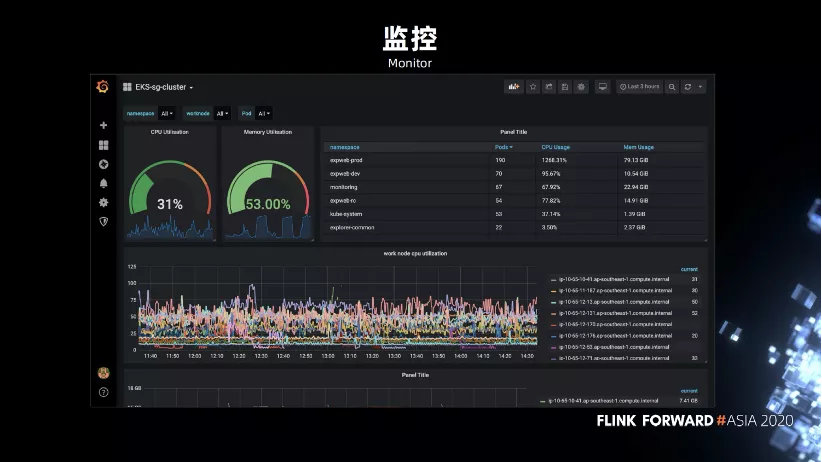 监控
Monitor
EKS-sg-cluster
Last 3 hours
namespace All worknode All Pod All
CPU Utilisation
31%
Memory Utilisation
53.00%
Panel Title
namespace Pods CPU Usage Mem Usage
expweb-prod 190 1268.31% 79.13 GiB
expweb-dev 70 95.67% 10.54 GiB
monitoring 67 67.92% 22.94 GiB
expweb-rc 54 77.82% 14.91 GiB
kube-system 53 37.14% 1.39 GiB
explorer-common 22 3.50% 2.37 GiB
work node cpu utilization
125
100
75
50
25
0
11:40 11:50 12:00 12:10 12:20 12:30 12:40 12:50 13:00 13:10 13:20 13:30 13:40 13:50 14:00 14:10 14:20 14:30
current
ip-10-65-10-41.ap-southeast-1.compute.internal 31
ip-10-65-11-187.ap-southeast-1.compute.internal 30
ip-10-65-12-13.ap-southeast-1.compute.internal 50
ip-10-65-12-131.ap-southeast-1.compute.internal 52
ip-10-65-12-170.ap-southeast-1.compute.internal
ip-10-65-12-176.ap-southeast-1.compute.internal 20
ip-10-65-12-53.ap-southeast-1.compute.internal
ip-10-65-12-71.ap-southeast-1.compute.internal 33
Panel Title
18 GB
current
ip-10-65-10-41.ap-southeast-1.compute.internal 7.41 GB
FLINK FORWARD #ASIA 2020